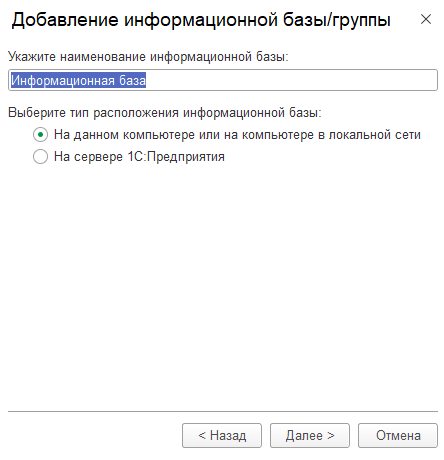 Добавление информационной базы/группы
Укажите наименование информационной базы:
Информационная база
Выберите тип расположения информационной базы:
На данном компьютере или на компьютере в локальной сети
На сервере 1С:Предприятия
< Назад
Далее >
Отмена